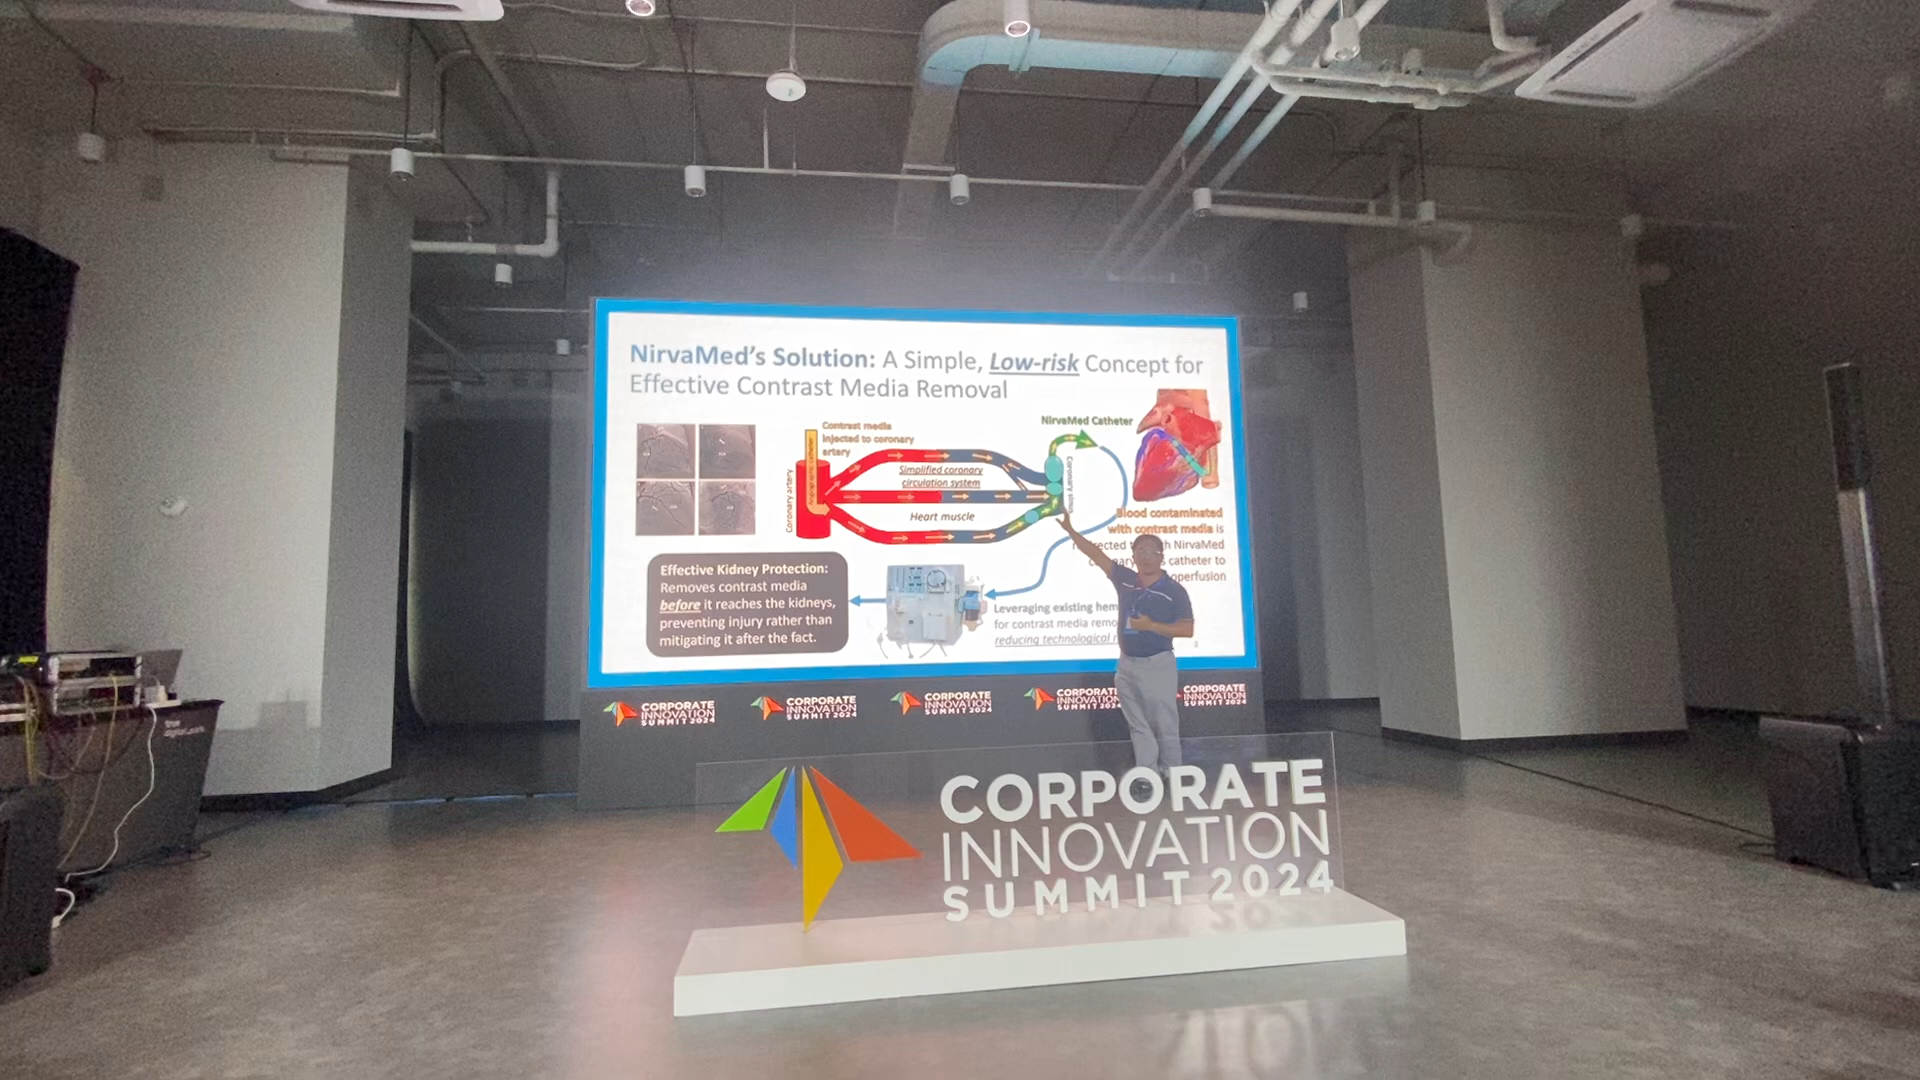 NirvaMed's Solution: A Simple, Low-risk Concept for
Effective Contrast Media Removal
Contrast media
injected to coronary
artery
Coronary artery
Simplified coronary
circulation system
Heart muscle
Coronary sinus
NirvaMed Catheter
Blood contaminated
with contrast media is
NirvaMed
catheter to
Effective Kidney Protection:
Removes contrast media
before it reaches the kidneys,
preventing injury rather than
mitigating it after the fact.
Leveraging existing
for contrast media
reducing technological
8
CORPORATE
INNOVATION
SUMMIT 2024
CORPORATE
INNOVATION
SUMMIT 2024
CORPORATE
INNOVATION
SUMMIT 2024
CORPORATE
INNOVATION
SUMMIT 2024
CORPORATE
INNOVATION
SUMMIT 2024
true
digital park
CORPORATE
INNOVATION
SUMMIT 2024